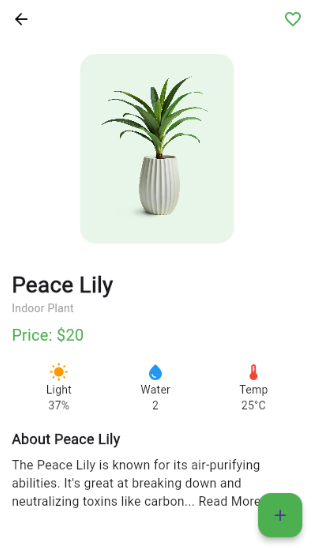 Peace Lily
Indoor Plant
Price: $20
Light
Water
Temp
37%
2
25°C
About Peace Lily
The Peace Lily is known for its air-purifying
abilities. It's great at breaking down and
neutralizing toxins like carbon... Read More